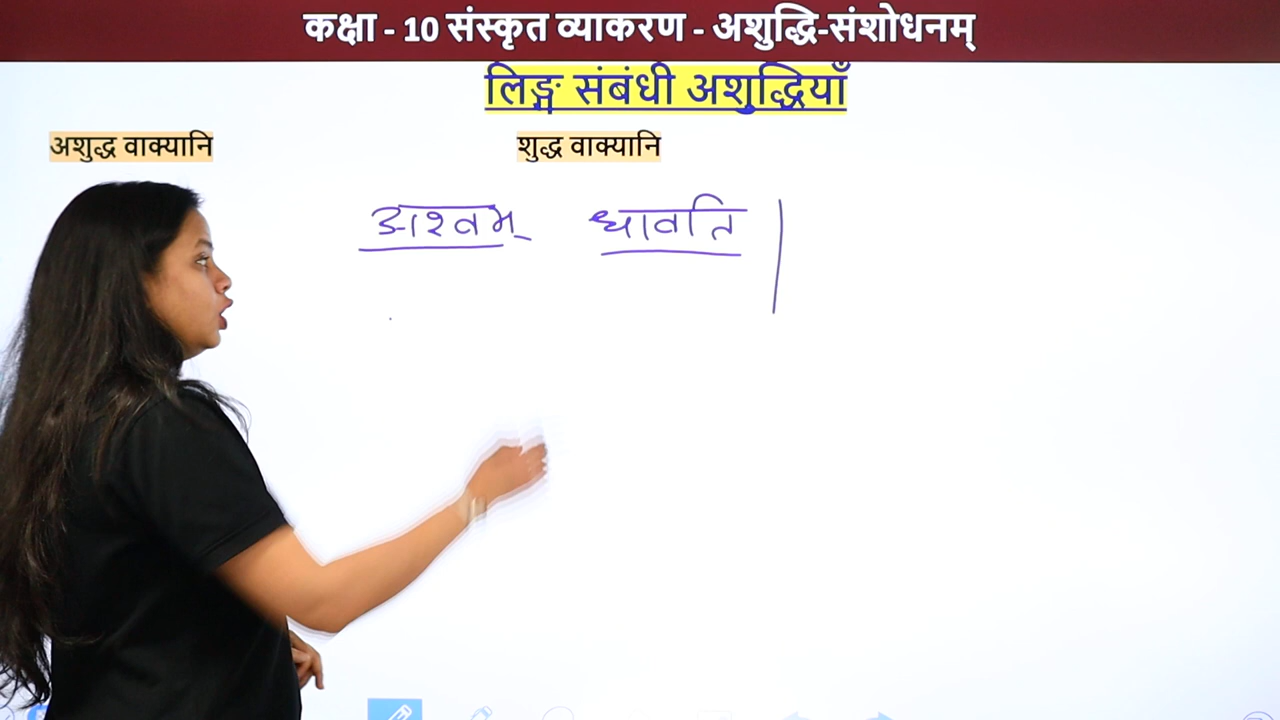 कक्षा - 10 संस्कृत व्याकरण - अशुद्धि-संशोधनम्
लिङ्ग संबंधी अशुद्धियाँ
अशुद्ध वाक्यानि शुद्ध वाक्यानि
अश्वम् धावति |